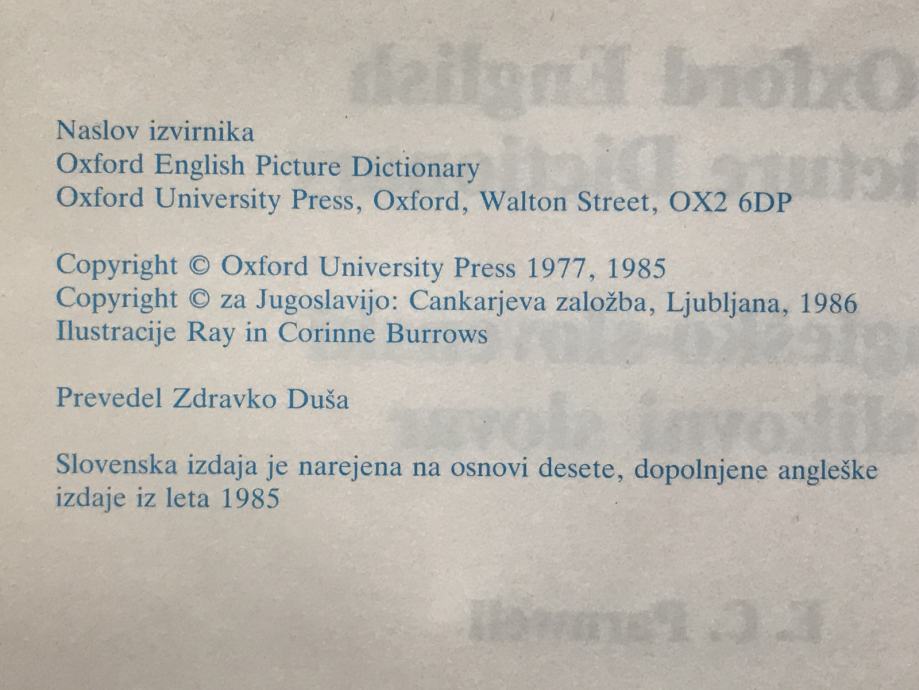 Naslov izvirnika
Oxford English Picture Dictionary
Oxford University Press, Oxford, Walton Street, OX2 6DP
Copyright © Oxford University Press 1977, 1985
Copyright © za Jugoslavijo: Cankarjeva založba, Ljubljana, 1986
Ilustracije Ray in Corinne Burrows
Prevedel Zdravko Duša
Slovenska izdaja je narejena na osnovi desete, dopolnjene angleške
izdaje iz leta 1985